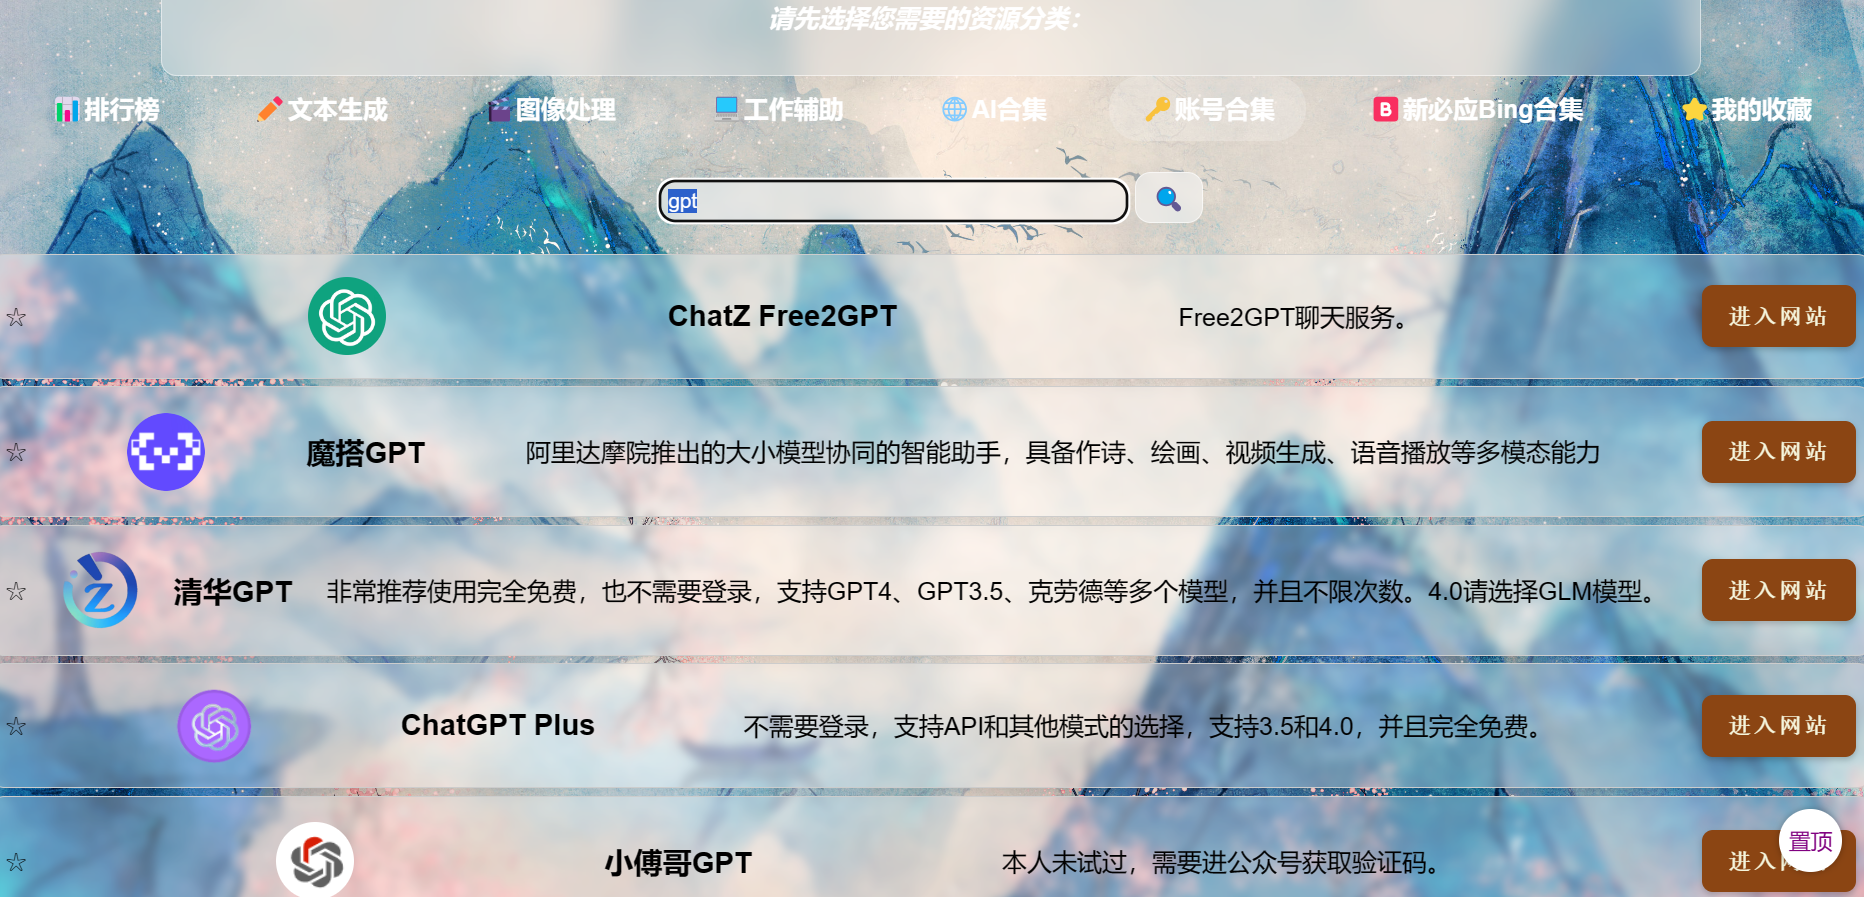 请先选择您需要的资源分类：
排行榜
文本生成
图像处理
工作辅助
AI合集
账号合集
B 新必应Bing合集
我的收藏
gpt
ChatZ Free2GPT
Free2GPT聊天服务。
进入网站
魔搭GPT
阿里达摩院推出的大小模型协同的智能助手，具备作诗、绘画、视频生成、语音播放等多模态能力
进入网站
清华GPT
非常推荐使用完全免费，也不需要登录，支持GPT4、GPT3.5、克劳德等多个模型，并且不限次数。4.0请选择GLM模型。
进入网站
ChatGPT Plus
不需要登录，支持API和其他模式的选择，支持3.5和4.0，并且完全免费。
进入网站
小傅哥GPT
本人未试过，需要进公众号获取验证码。
进入
置顶